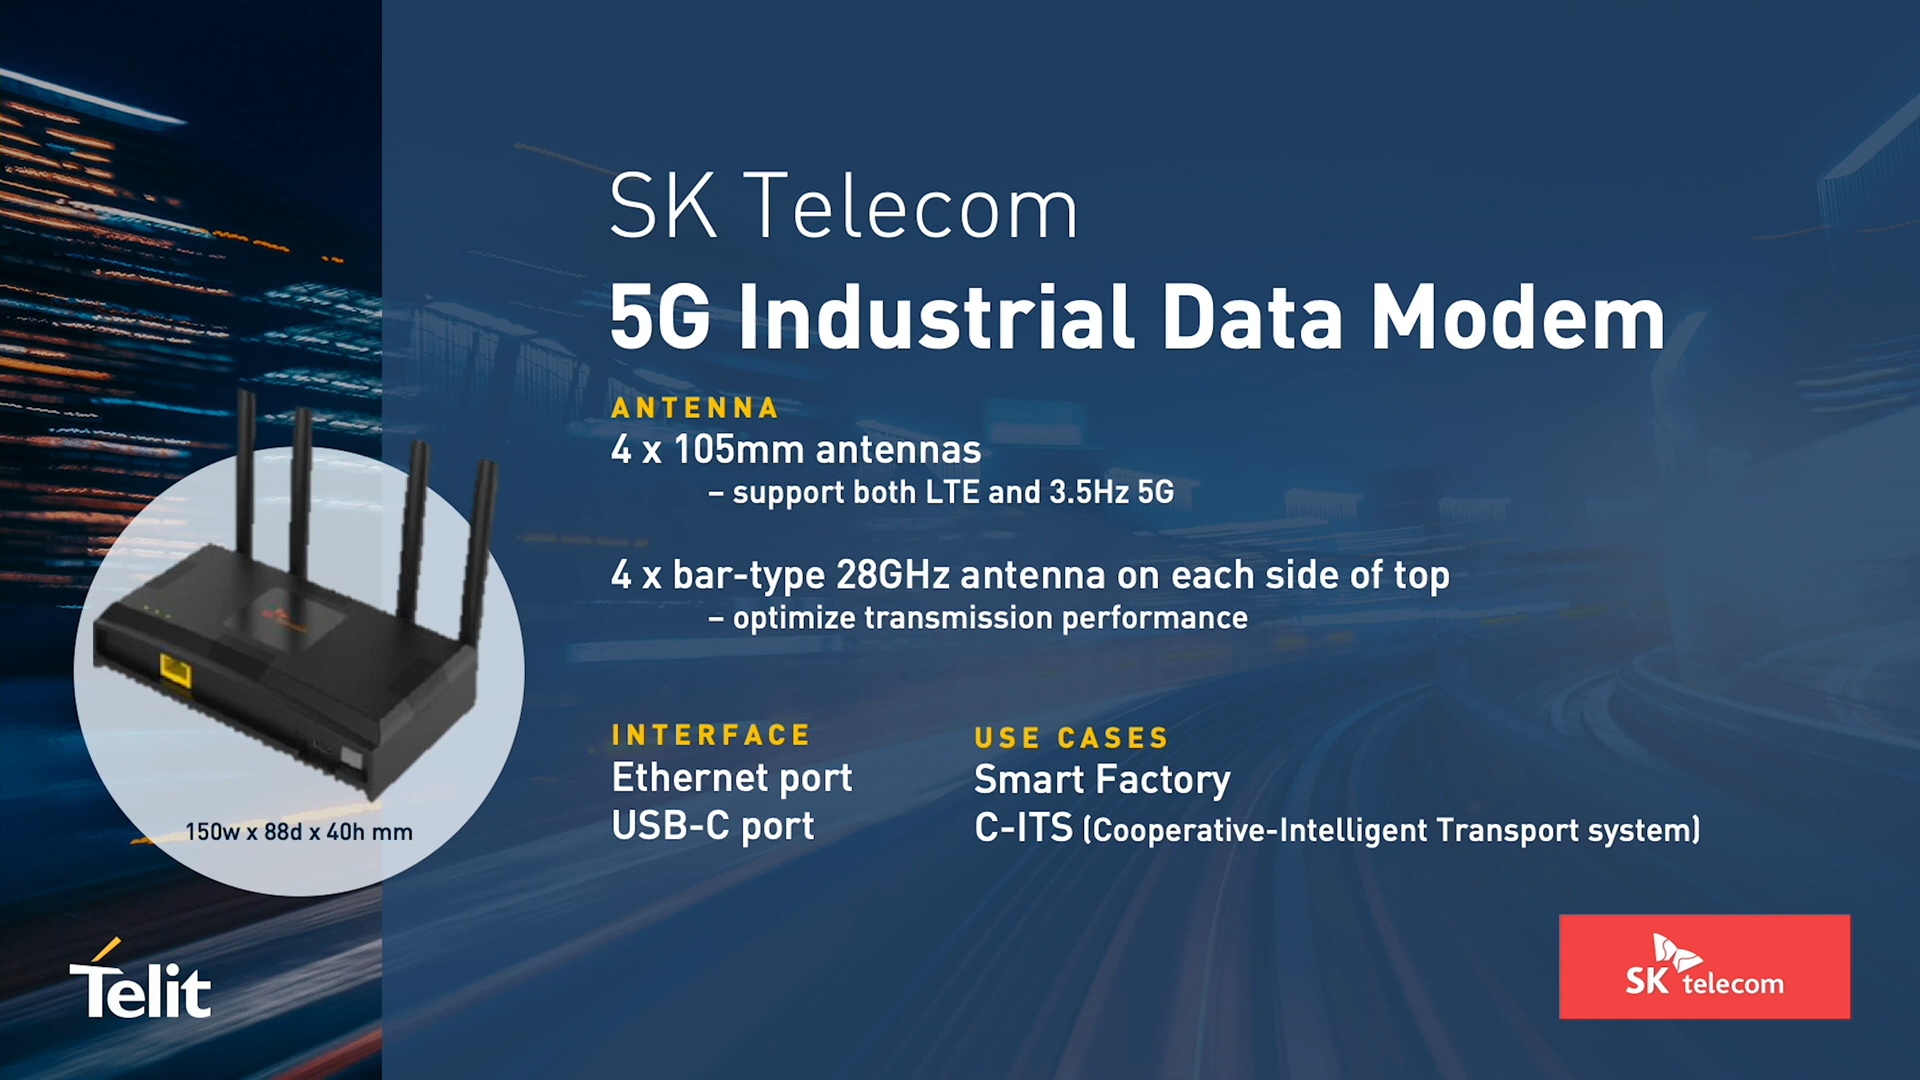 SK Telecom
5G Industrial Data Modem
ANTENNA
4 x 105mm antennas
– support both LTE and 3.5Hz 5G
4 x bar-type 28GHz antenna on each side of top
– optimize transmission performance
INTERFACE
Ethernet port
USB-C port
USE CASES
Smart Factory
C-ITS (Cooperative-Intelligent Transport system)
150w x 88d x 40h mm
Telit
SK telecom